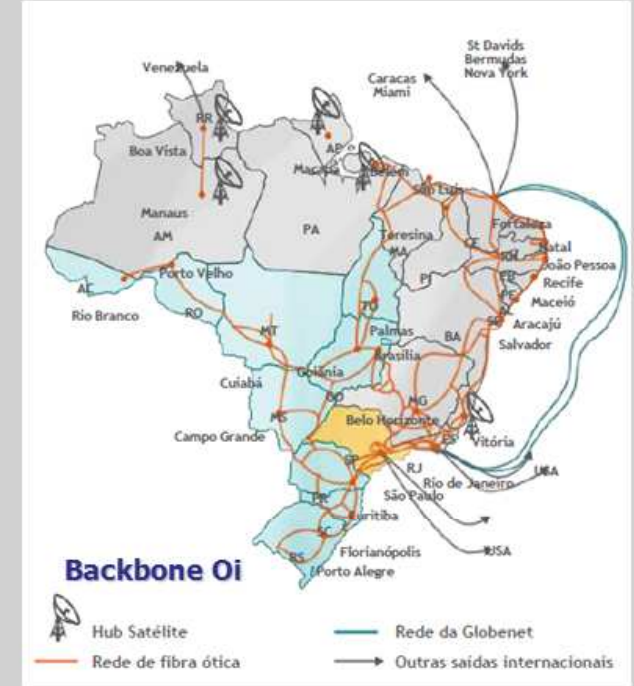 St Davids
Bermudas
Nova York
Venezuela
Caracas
Miami
RR
Boa Vista
AP
Macapá
Belém
São Luis
Manaus
AM
PA
Fortaleza
Teresina
MA
CE
RN
Natal
João Pessoa
PI
PB
Recife
PE
Maceió
AC
Porto Velho
Rio Branco
RO
TO
Aracajú
MT
Palmas
BA
Salvador
Brasília
Cuiabá
Goiânia
GO
MS
MG
Belo Horizonte
Campo Grande
ES
Vitória
SP
RJ
Rio de Janeiro
USA
São Paulo
PR
Curitiba
SC
Florianópolis
USA
RS
Porto Alegre
Backbone Oi
Hub Satélite
Rede da Globenet
Rede de fibra ótica
Outras saídas internacionais